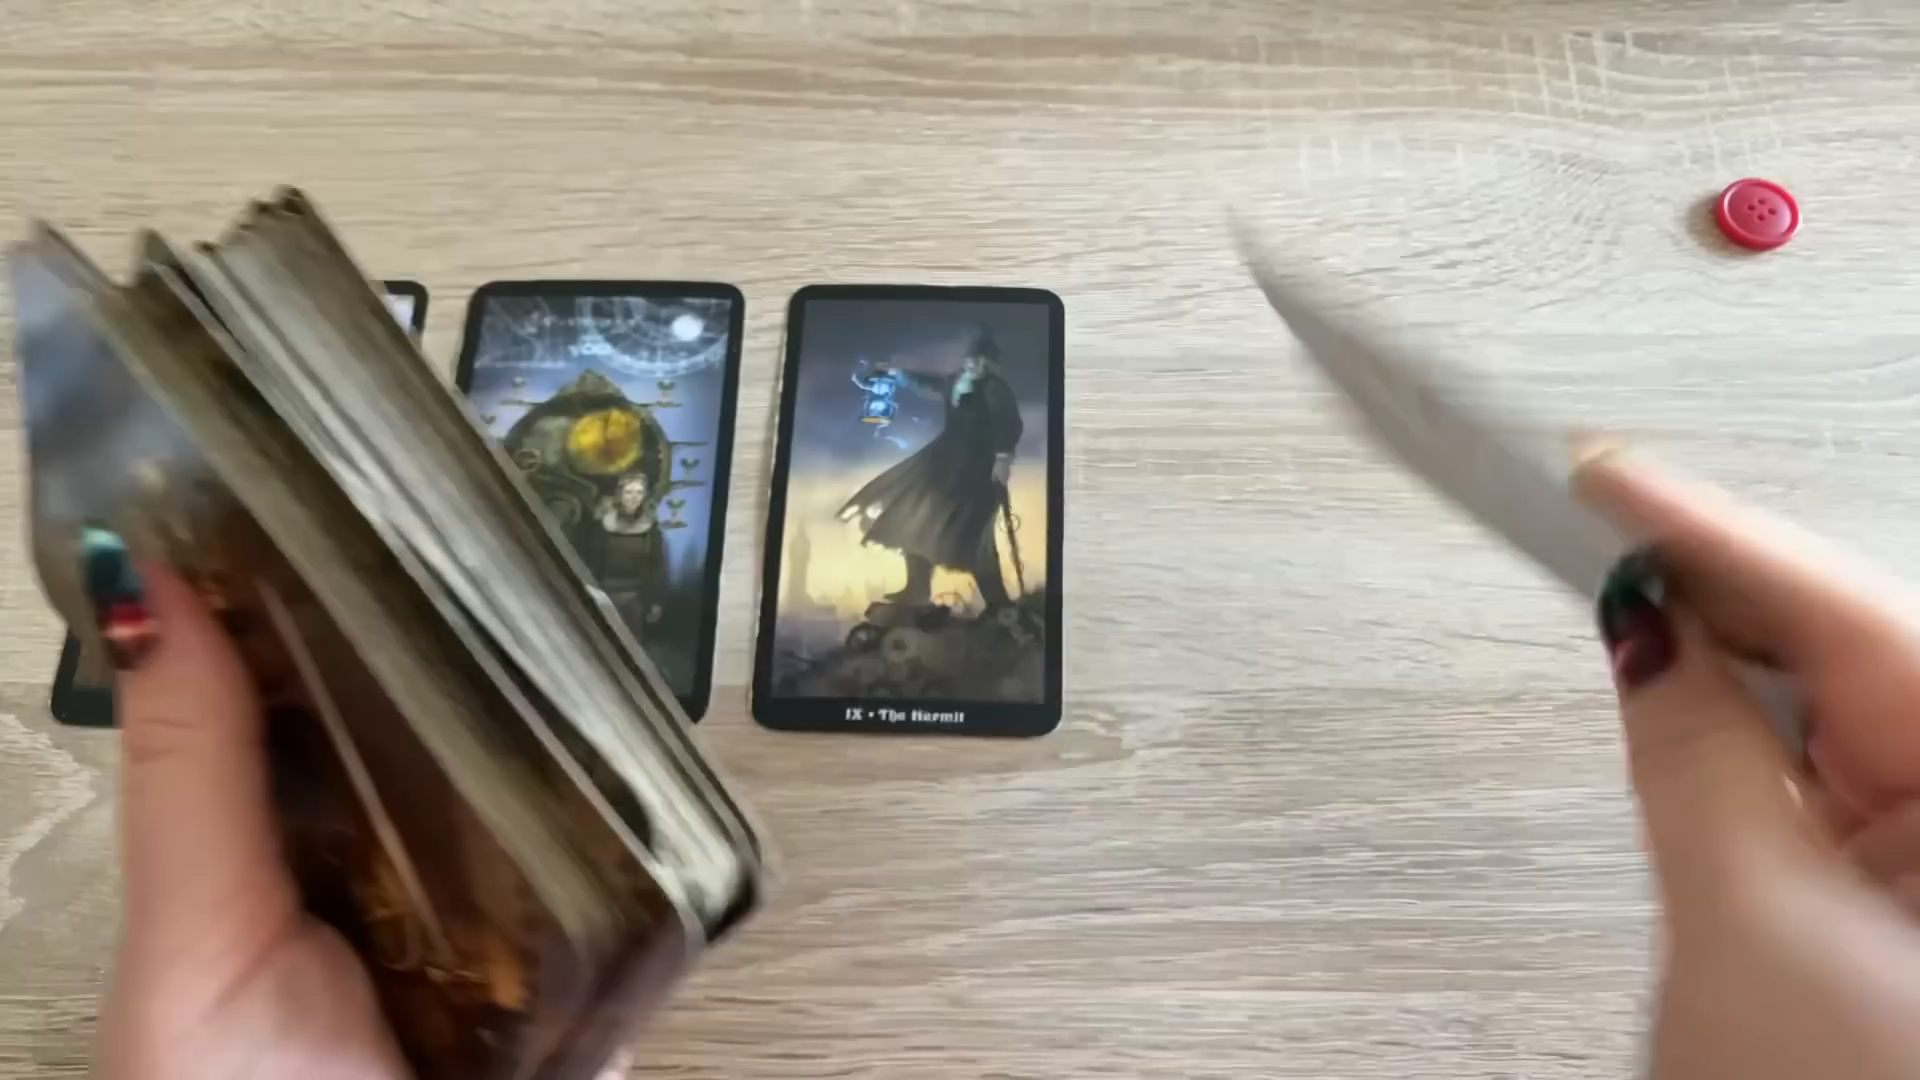 IX • The Hermit